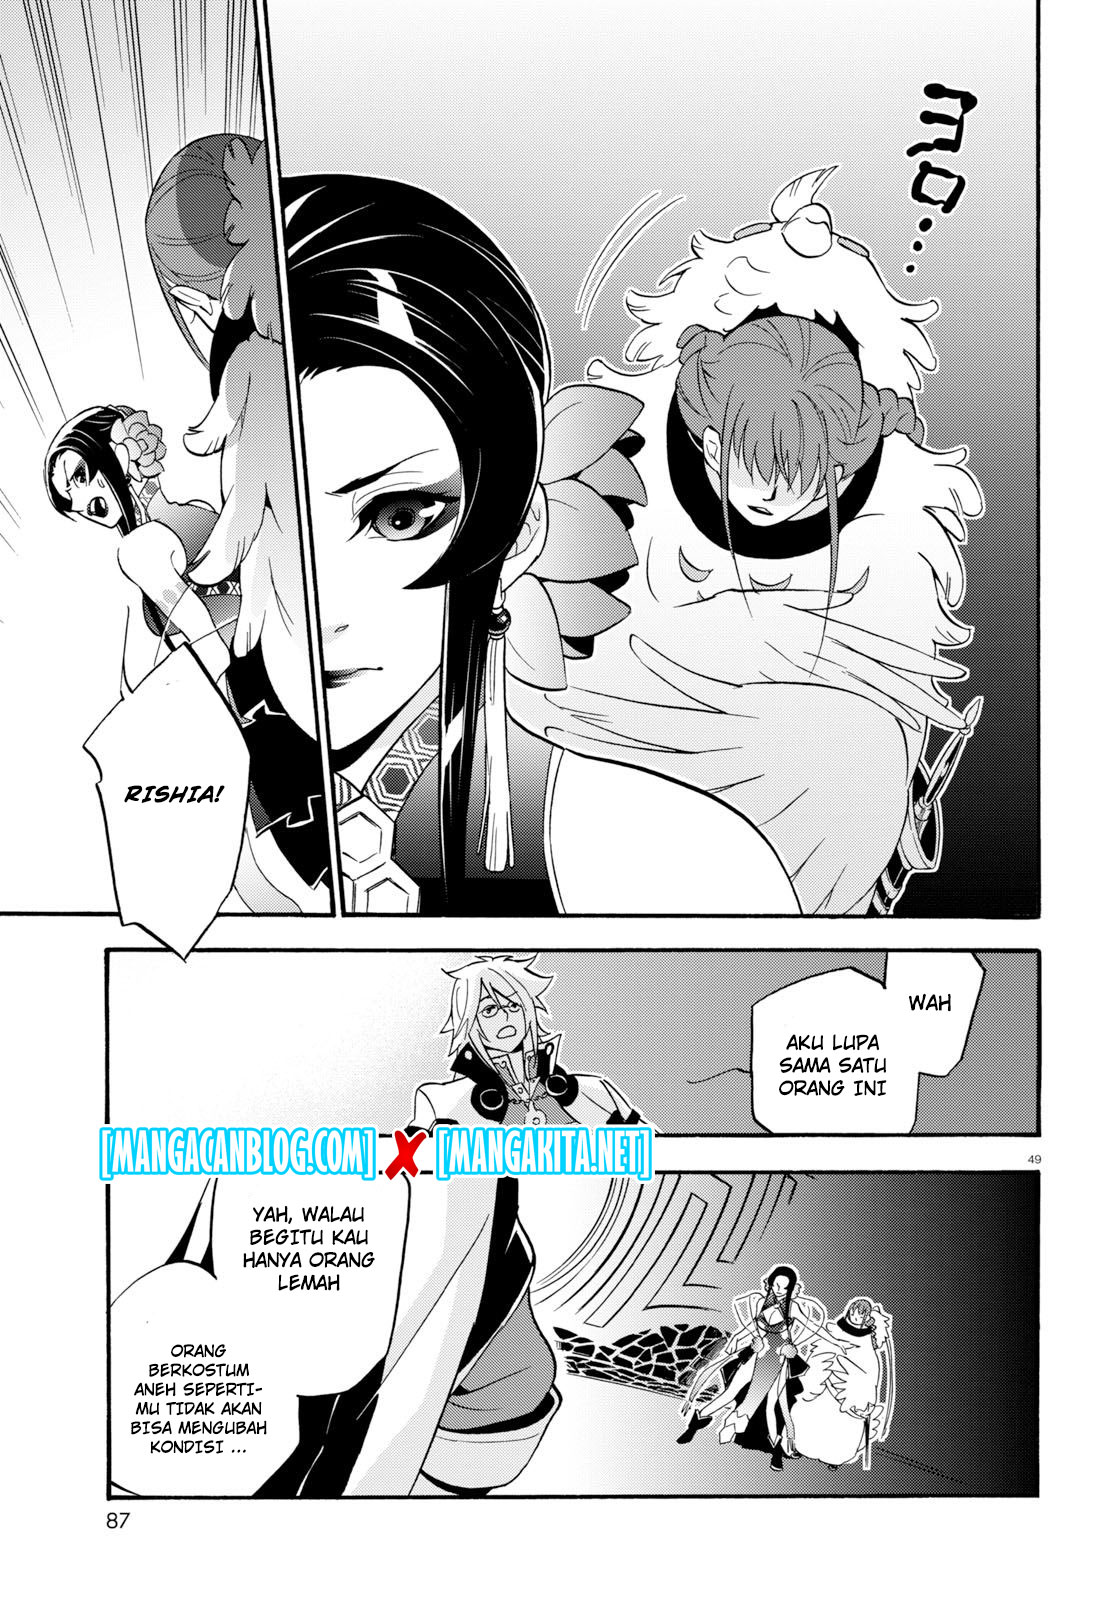 ヨロ・・
RISHIA!
WAH
AKU LUPA
SAMA SATU
ORANG INI
[MANGACANBLOG.COM] X [MANGAKITA.NET]
49
YAH, WALAU
BEGITU KAU
HANYA ORANG
LEMAH
ORANG
BERKOSTUM
ANEH SEPERTI-
MU TIDAK AKAN
BISA MENGUBAH
KONDISI ...
87